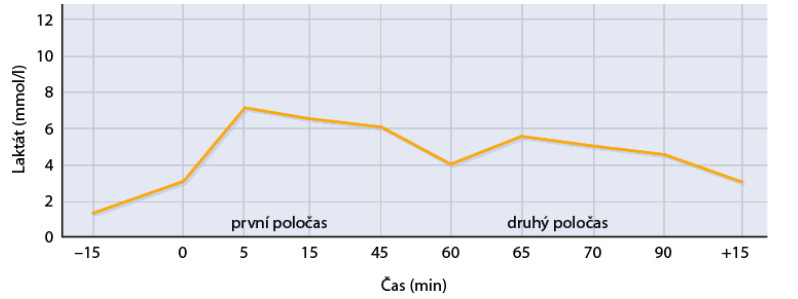 Laktát (mmol/l)
12
10
8
6
4
2
0
první poločas
druhý poločas
–15 0 5 15 45 60 65 70 90 +15
Čas (min)